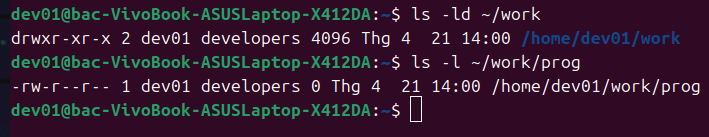 dev01@bac-VivoBook-ASUSLaptop-X412DA:~$ ls -ld ~/work
drwxr-xr-x 2 dev01 developers 4096 Thg 4  21 14:00 /home/dev01/work
dev01@bac-VivoBook-ASUSLaptop-X412DA:~$ ls -l ~/work/prog
-rw-r--r-- 1 dev01 developers 0 Thg 4  21 14:00 /home/dev01/work/prog
dev01@bac-VivoBook-ASUSLaptop-X412DA:~$